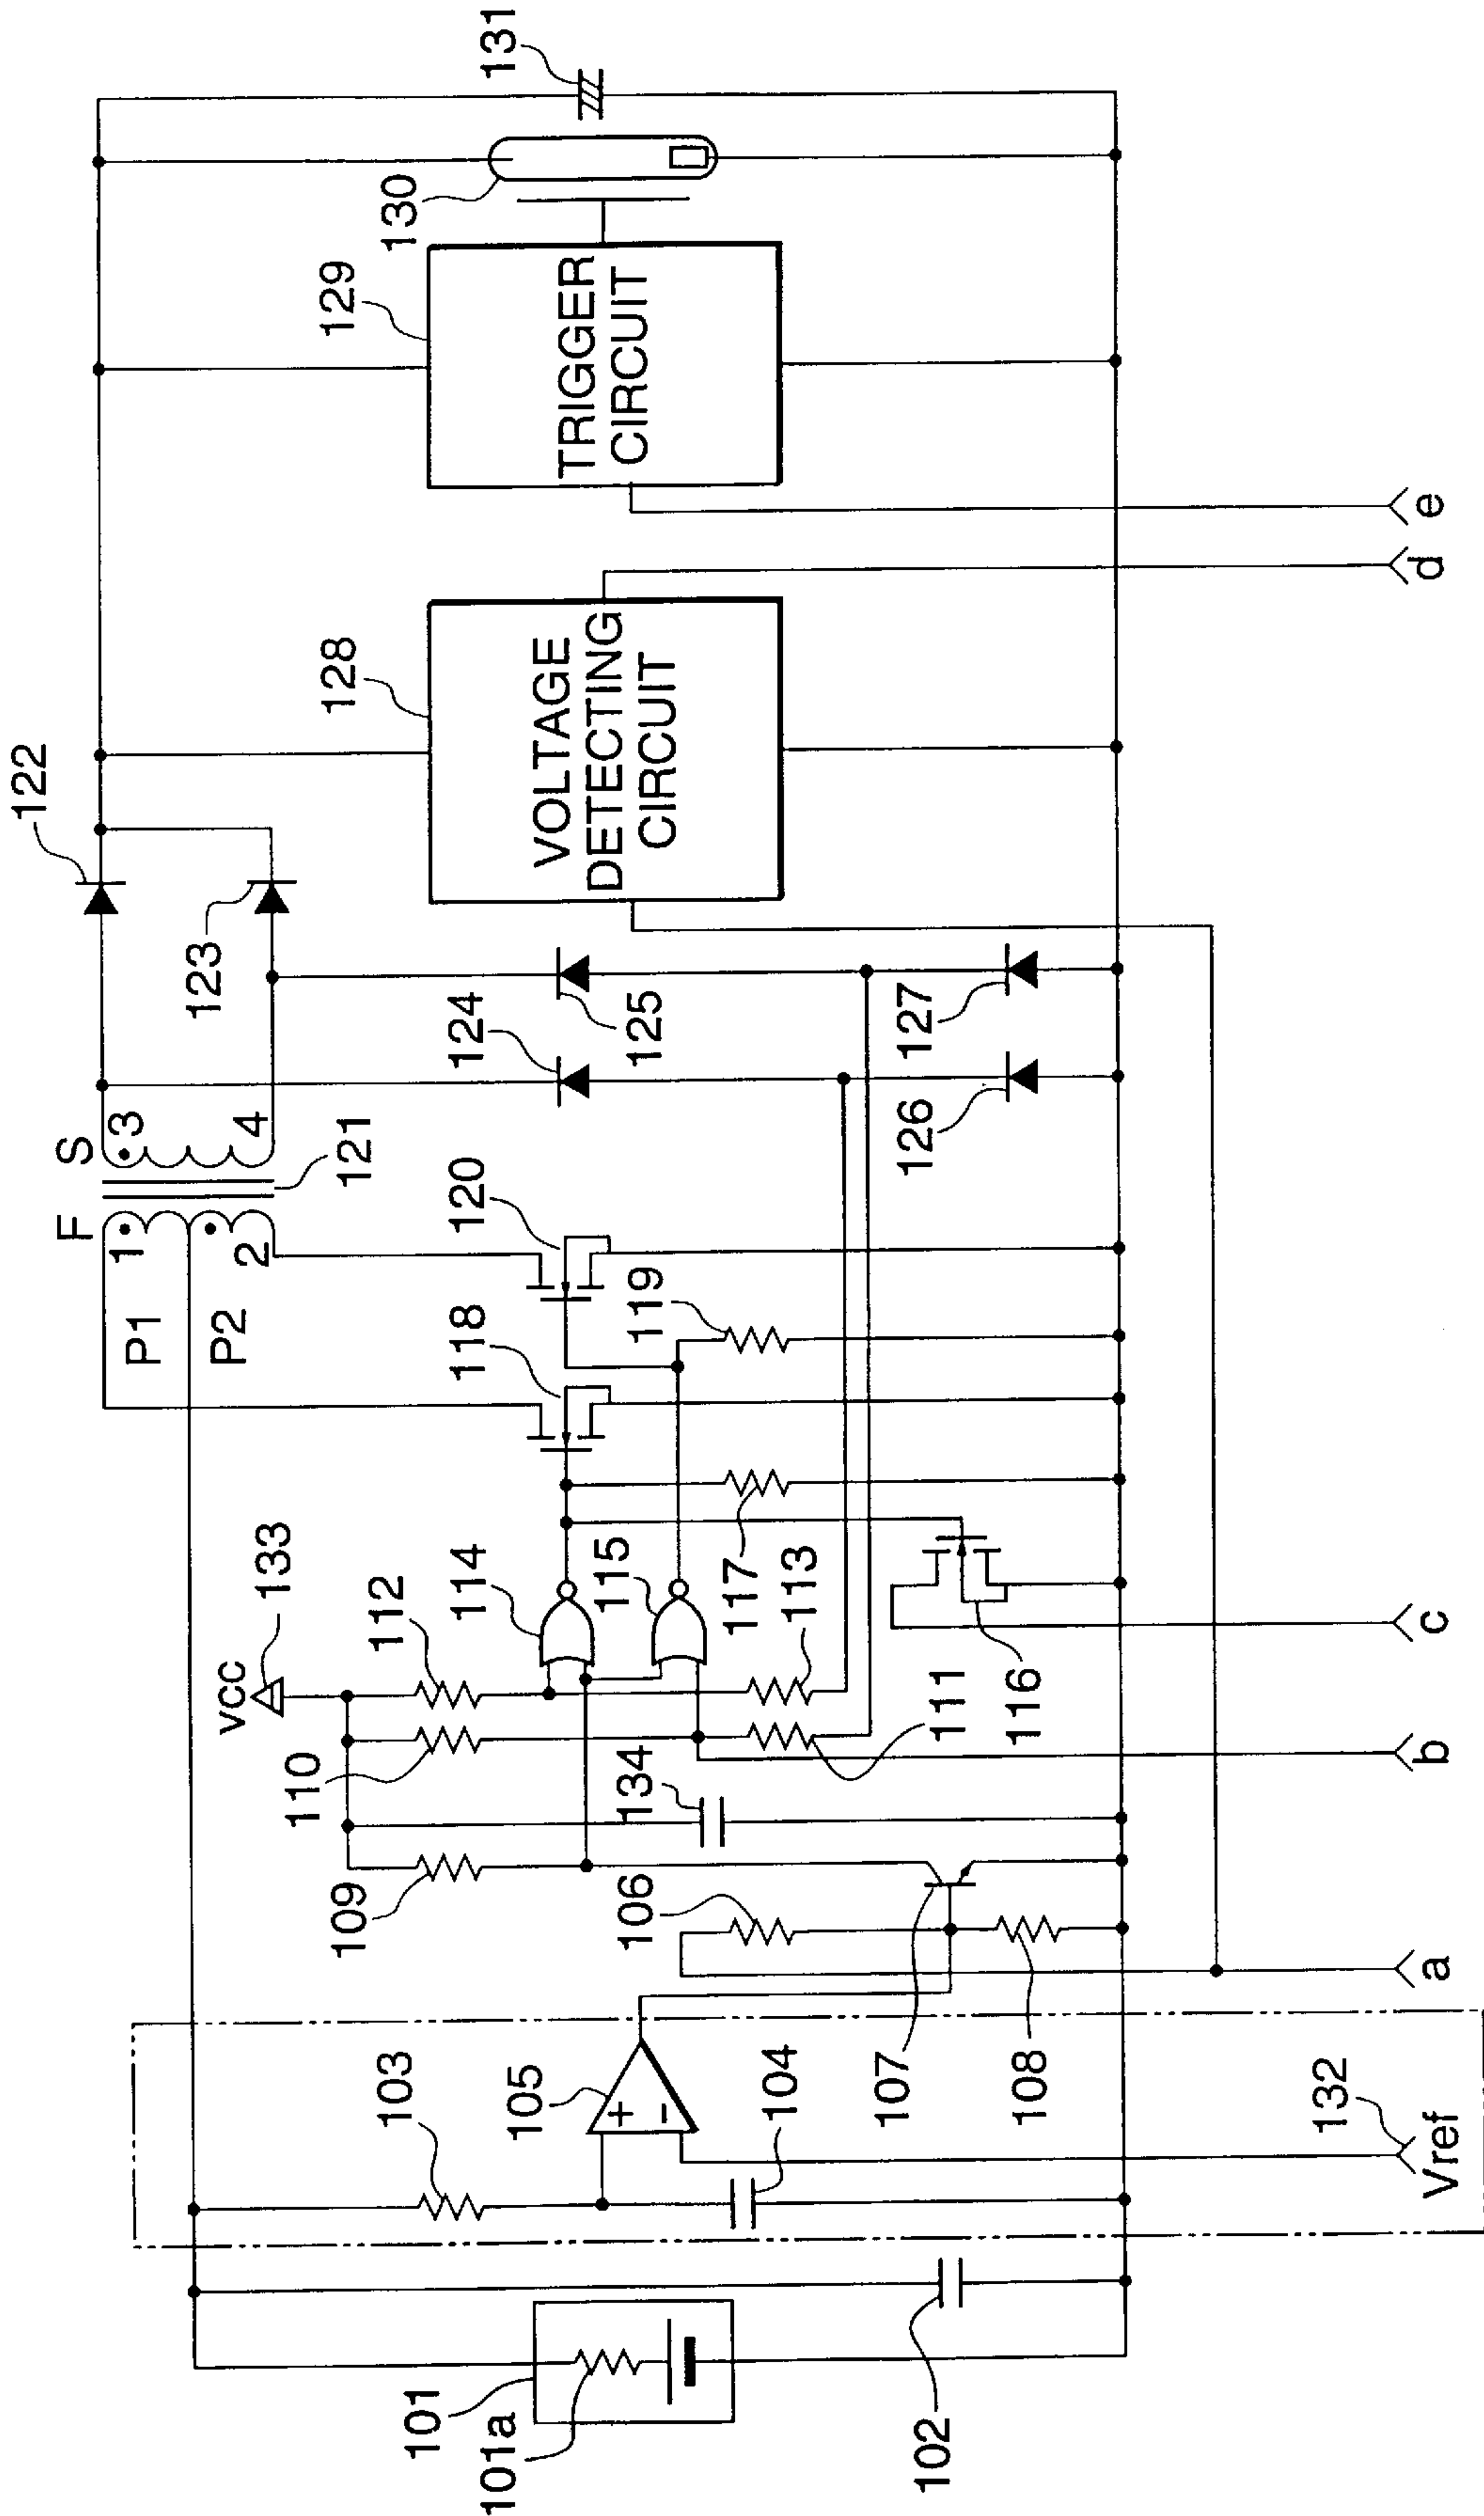 122
123
F
S
1
3
P1
P2
2
4
121
vcc
133
112
110
109
114
115
118
120
124
125
128
VOLTAGE
DETECTING
CIRCUIT
129
TRIGGER
CIRCUIT
130
131
101
101a
103
105
+
−
106
134
117
113
119
104
102
107
108
111
116
126
127
132
Vref
a
b
c
d
e